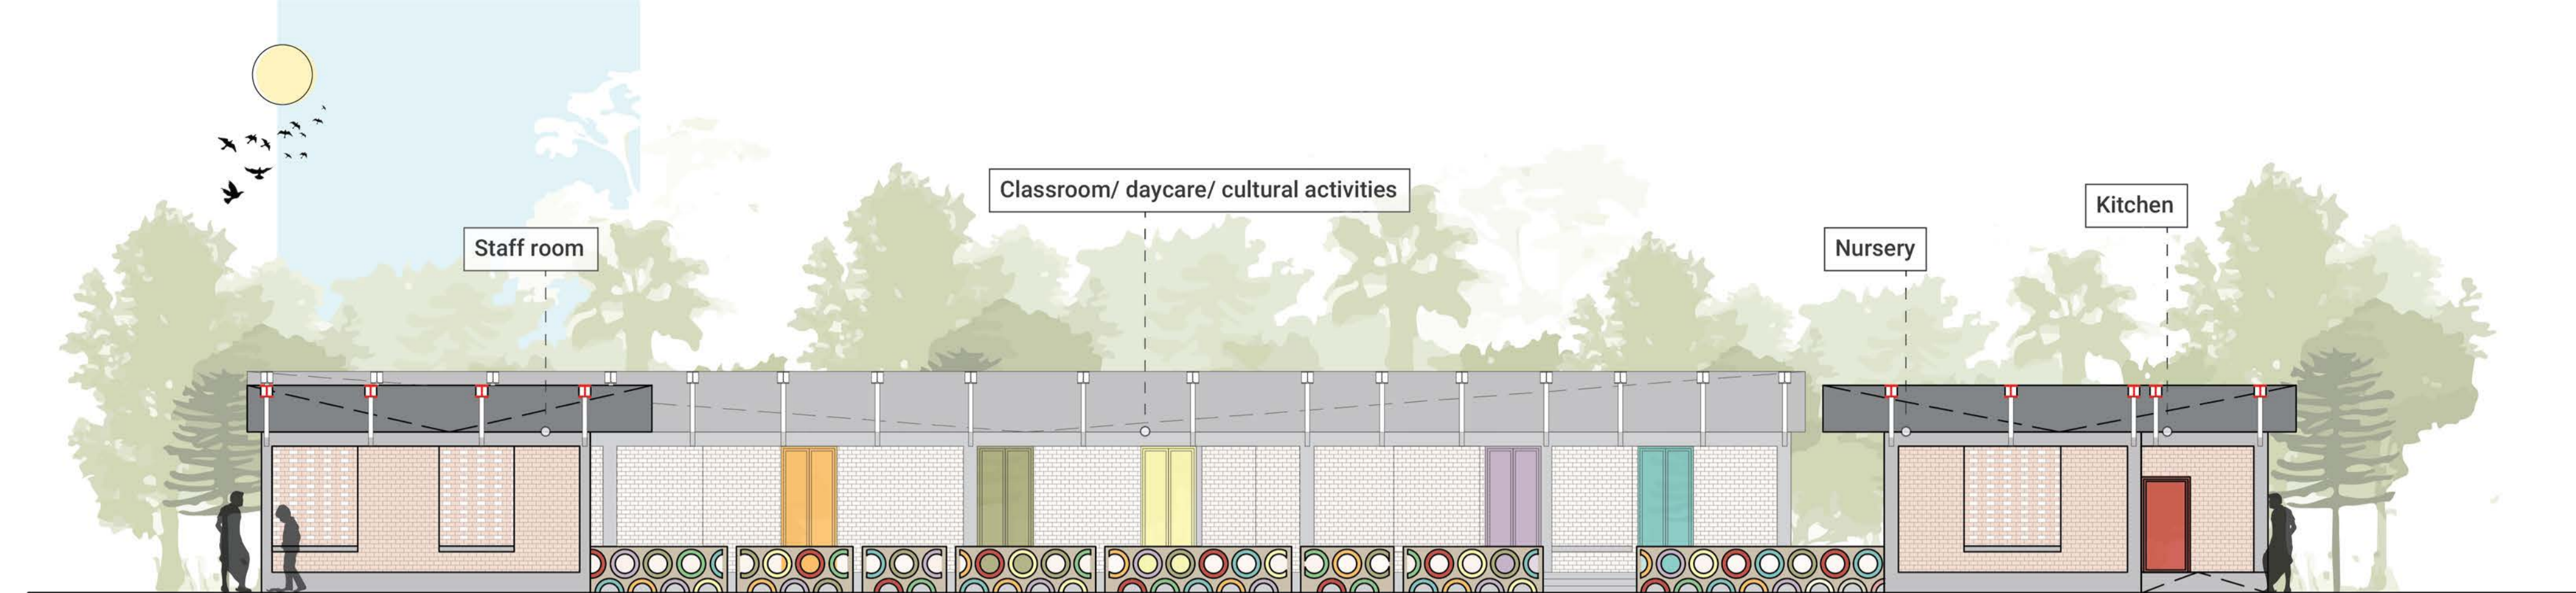 Staff room
Classroom/ daycare/ cultural activities
Nursery
Kitchen